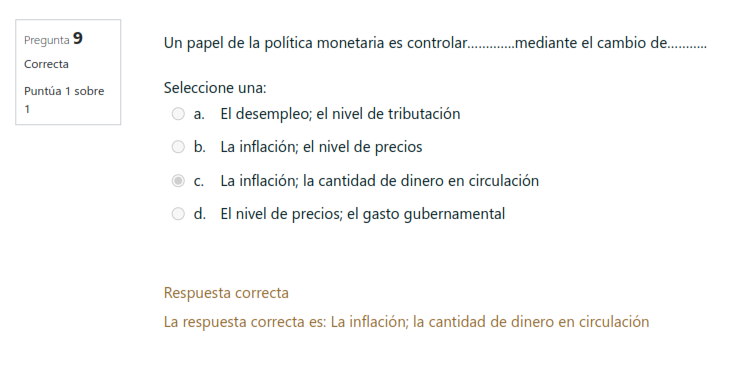 Pregunta 9
Correcta
Puntúa 1 sobre
1
Un papel de la política monetaria es controlar.............mediante el cambio de...........
Seleccione una:
a. El desempleo; el nivel de tributación
b. La inflación; el nivel de precios
c. La inflación; la cantidad de dinero en circulación
d. El nivel de precios; el gasto gubernamental
Respuesta correcta
La respuesta correcta es: La inflación; la cantidad de dinero en circulación